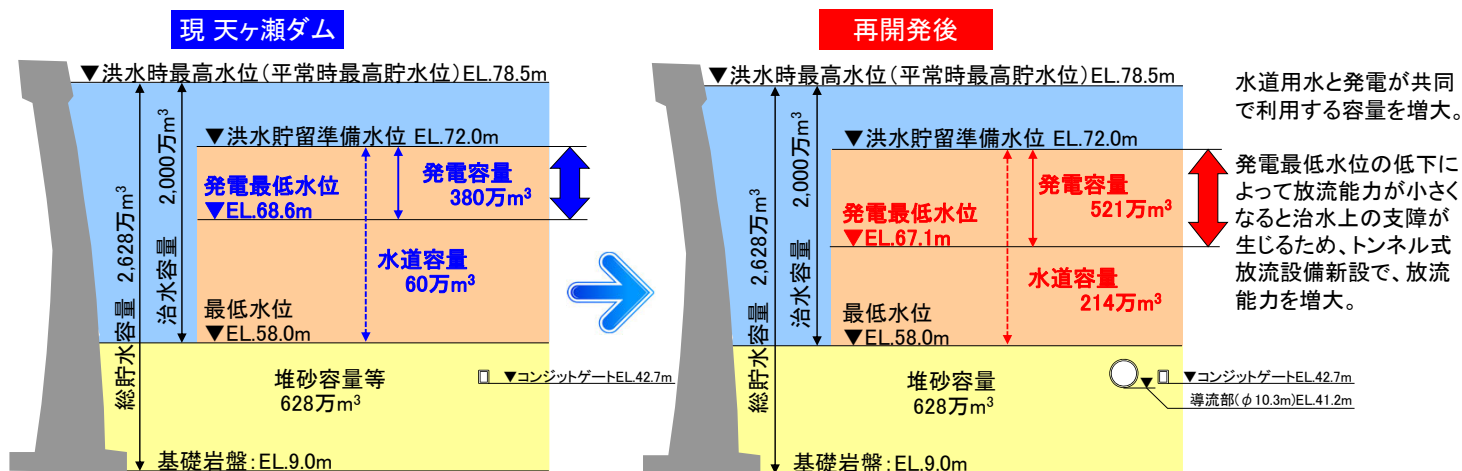 現 天ヶ瀬ダム
▼洪水時最高水位(平常時最高貯水位)EL.78.5m
総貯水容量 2,628万m³
治水容量 2,000万m³
▼洪水貯留準備水位 EL.72.0m
発電最低水位
▼EL.68.6m
発電容量
380万m³
水道容量
60万m³
最低水位
▼EL.58.0m
堆砂容量等
628万m³
▼コンジットゲートEL.42.7m
基礎岩盤:EL.9.0m
再開発後
▼洪水時最高水位(平常時最高貯水位)EL.78.5m
総貯水容量 2,628万m³
治水容量 2,000万m³
▼洪水貯留準備水位 EL.72.0m
発電容量
521万m³
発電最低水位
▼EL.67.1m
水道容量
214万m³
最低水位
▼EL.58.0m
堆砂容量
628万m³
▼コンジットゲートEL.42.7m
▼
導流部(φ10.3m)EL.41.2m
基礎岩盤:EL.9.0m
水道用水と発電が共同
で利用する容量を増大。
発電最低水位の低下に
よって放流能力が小さく
なると治水上の支障が
生じるため、トンネル式
放流設備新設で、放流
能力を増大。